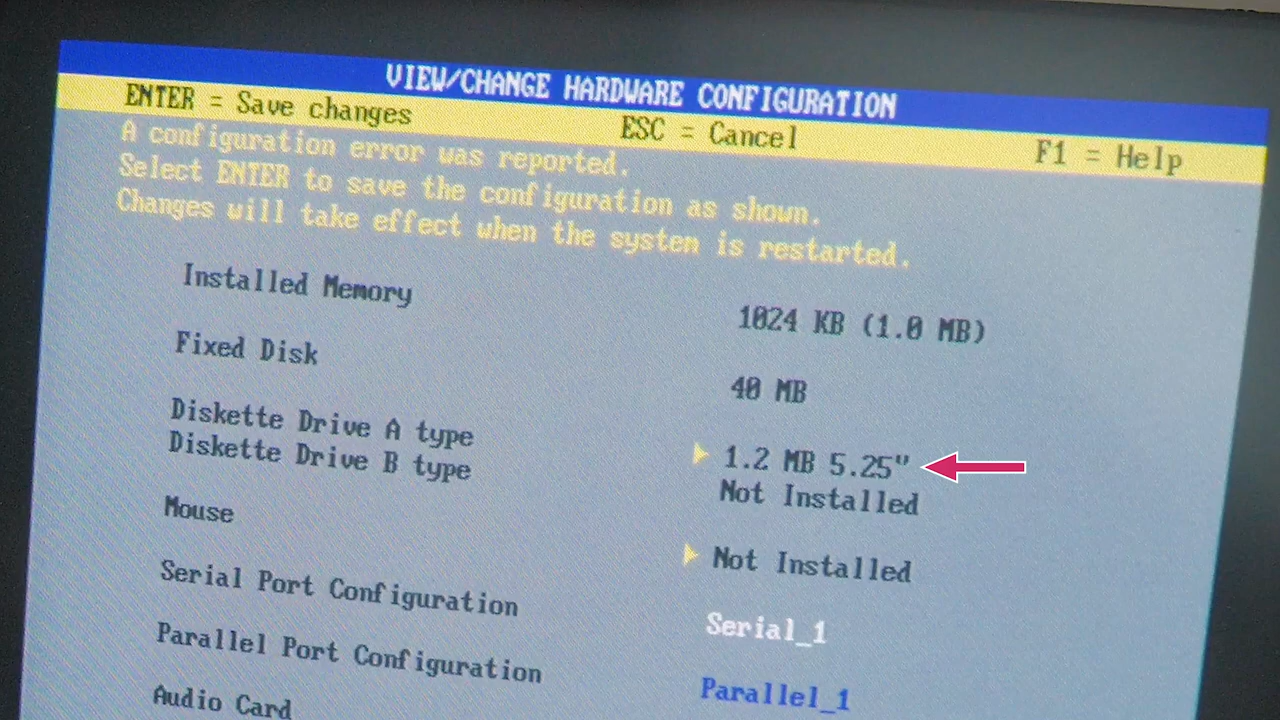 VIEW/CHANGE HARDWARE CONFIGURATION
ENTER = Save changes ESC = Cancel F1 = Help
A configuration error was reported.
Select ENTER to save the configuration as shown.
Changes will take effect when the system is restarted.
Installed Memory 1024 KB (1.0 MB)
Fixed Disk 40 MB
Diskette Drive A type 1.2 MB 5.25"
Diskette Drive B type Not Installed
Mouse Not Installed
Serial Port Configuration Serial_1
Parallel Port Configuration Parallel_1
Audio Card